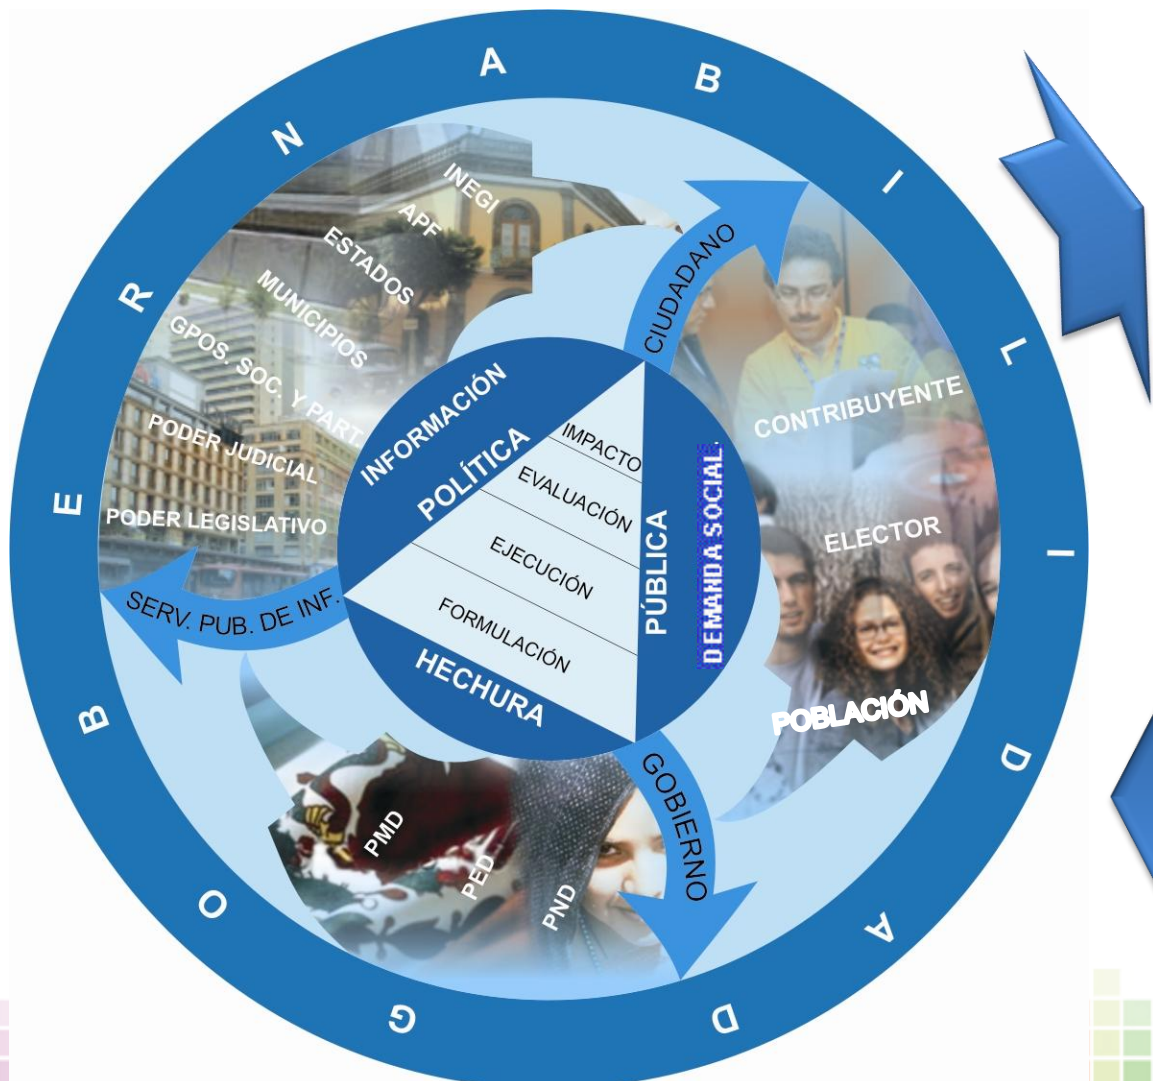 GOBERNABILIDAD
INEGI
APF
ESTADOS
MUNICIPIOS
GPOS. SOC. Y PART.
PODER JUDICIAL
PODER LEGISLATIVO
CIUDADANO
CONTRIBUYENTE
ELECTOR
POBLACIÓN
SERV. PUB. DE INF.
GOBIERNO
PMD
PED
PND
INFORMACIÓN
DEMANDA SOCIAL
HECHURA
POLÍTICA
PÚBLICA
IMPACTO
EVALUACIÓN
EJECUCIÓN
FORMULACIÓN